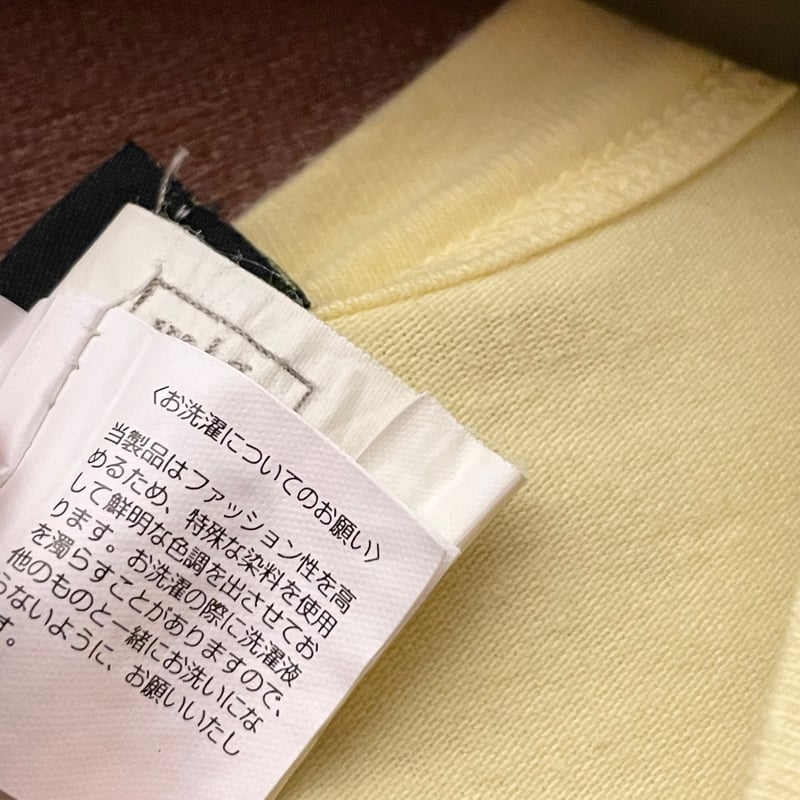 〈お洗濯についてのお願い〉
当製品はファッション性を高
めるため、特殊な染料を使用
して鮮明な色調を出させてお
ります。お洗濯の際に洗濯液
を濁らすことがありますので、
他のものと一緒にお洗いにな
らないように、お願いいたし
す。